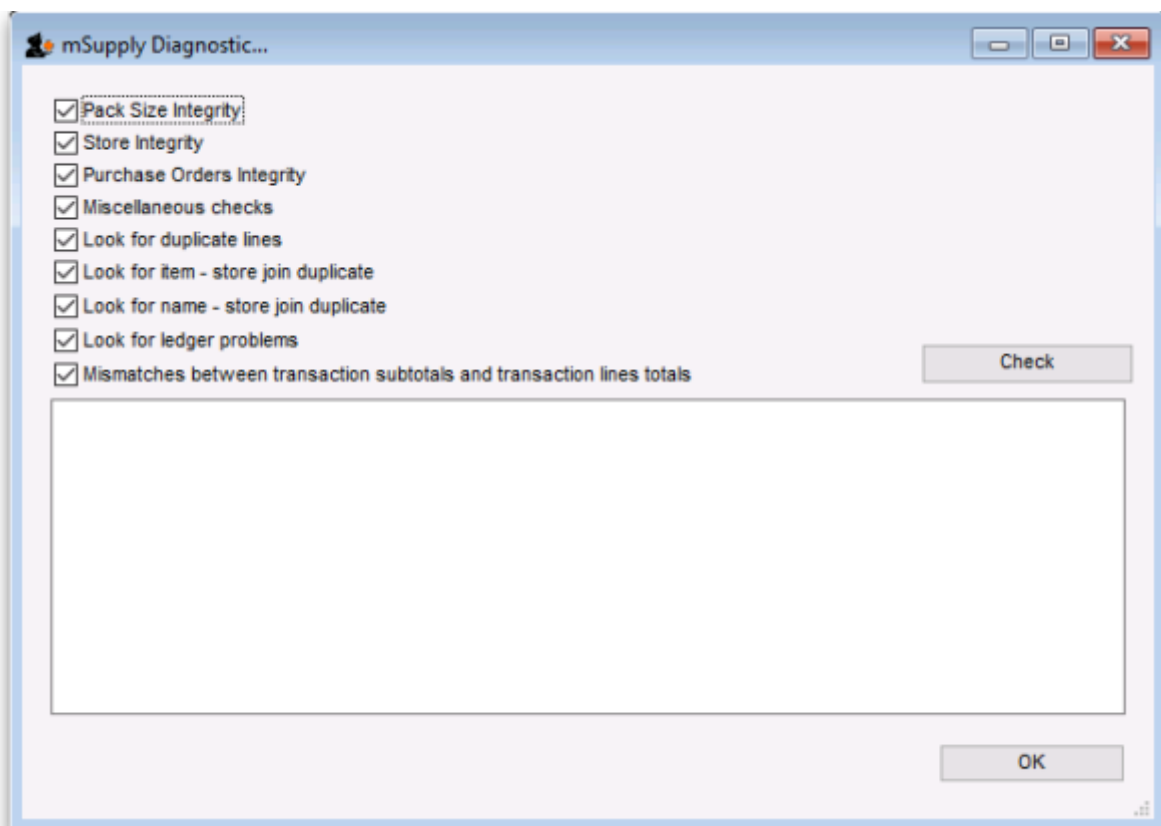 mSupply Diagnostic...
Pack Size Integrity
Store Integrity
Purchase Orders Integrity
Miscellaneous checks
Look for duplicate lines
Look for item - store join duplicate
Look for name - store join duplicate
Look for ledger problems
Check
Mismatches between transaction subtotals and transaction lines totals
OK